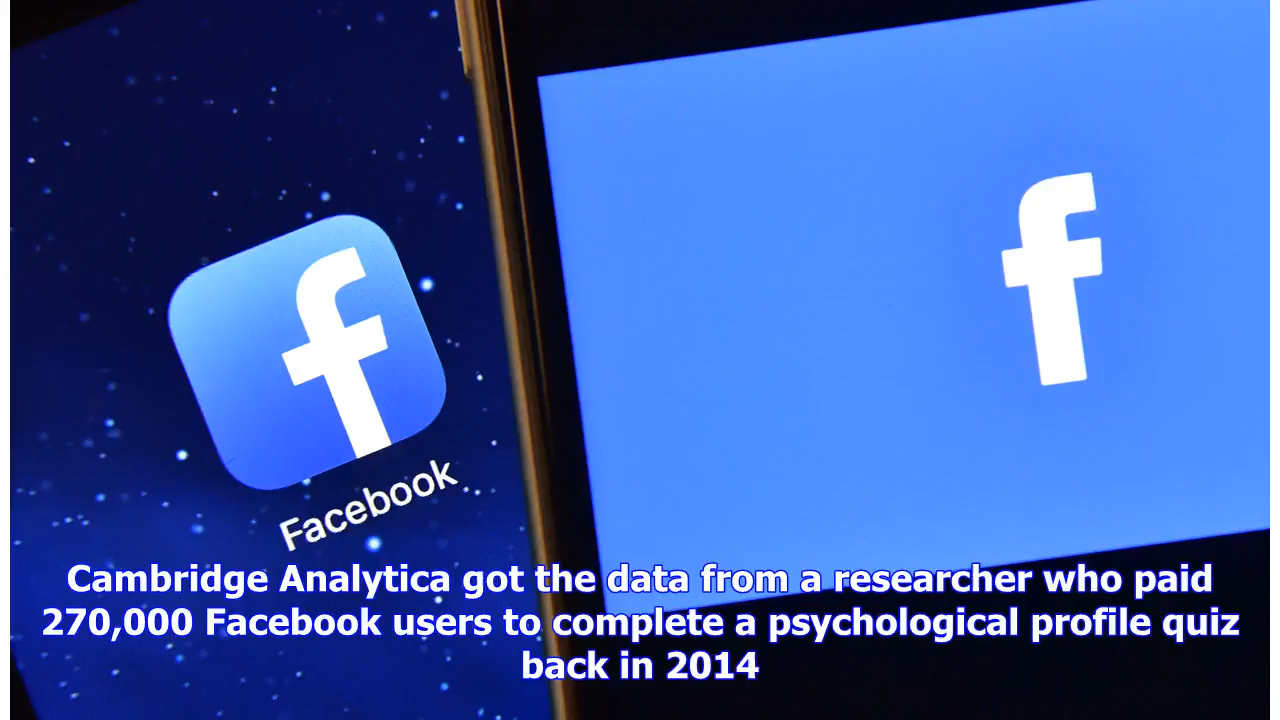 f
f
Facebook
Cambridge Analytica got the data from a researcher who paid
270,000 Facebook users to complete a psychological profile quiz
back in 2014